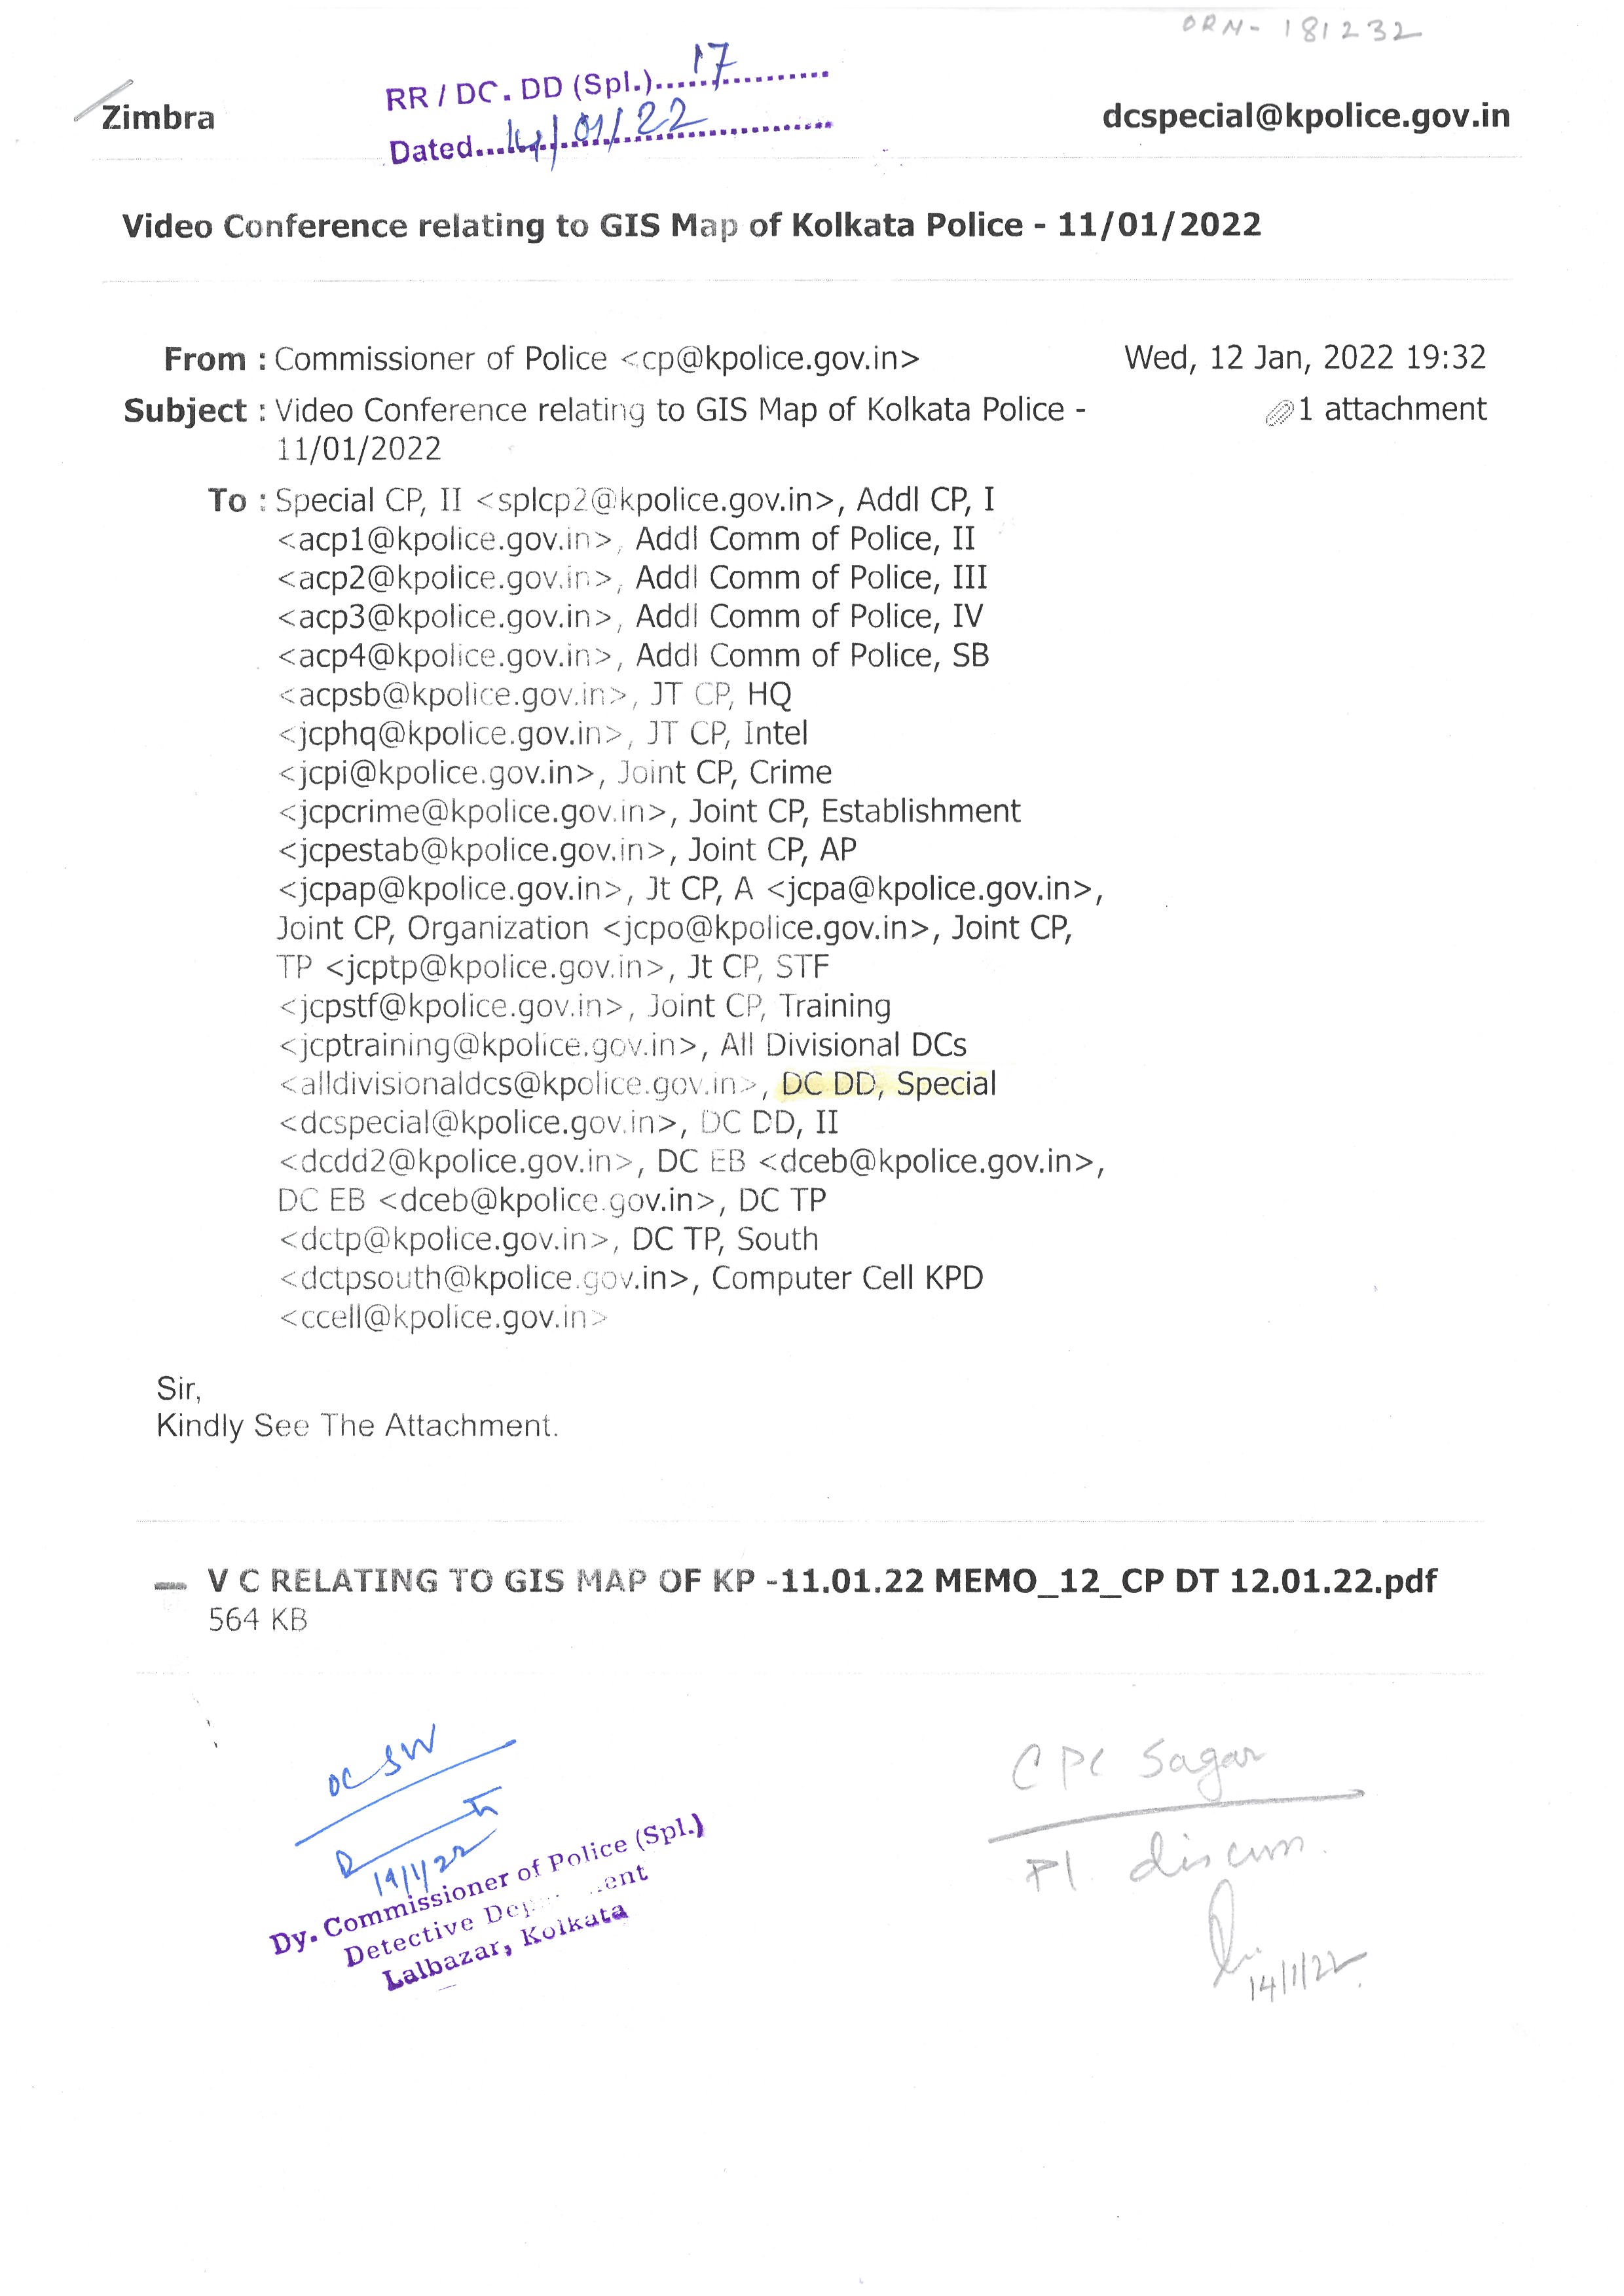 ORN- 181232
RR / DC. DD (Spl.)......17............
Zimbra
dcspecial@kpolice.gov.in
Dated....14/01/22..............
Video Conference relating to GIS Map of Kolkata Police - 11/01/2022
From : Commissioner of Police <cp@kpolice.gov.in>
Wed, 12 Jan, 2022 19:32
Subject : Video Conference relating to GIS Map of Kolkata Police -
1 attachment
11/01/2022
To : Special CP, II <splcp2@kpolice.gov.in>, Addl CP, I
<acp1@kpolice.gov.in>, Addl Comm of Police, II
<acp2@kpolice.gov.in>, Addl Comm of Police, III
<acp3@kpolice.gov.in>, Addl Comm of Police, IV
<acp4@kpolice.gov.in>, Addl Comm of Police, SB
<acpsb@kpolice.gov.in>, JT CP, HQ
<jcphq@kpolice.gov.in>, JT CP, Intel
<jcpi@kpolice.gov.in>, Joint CP, Crime
<jcpcrime@kpolice.gov.in>, Joint CP, Establishment
<jcpestab@kpolice.gov.in>, Joint CP, AP
<jcpap@kpolice.gov.in>, Jt CP, A <jcpa@kpolice.gov.in>,
Joint CP, Organization <jcpo@kpolice.gov.in>, Joint CP,
TP <jcptp@kpolice.gov.in>, Jt CP, STF
<jcpstf@kpolice.gov.in>, Joint CP, Training
<jcptraining@kpolice.gov.in>, All Divisional DCs
<alldivisionaldcs@kpolice.gov.in>, DC DD, Special
<dcspecial@kpolice.gov.in>, DC DD, II
<dcdd2@kpolice.gov.in>, DC EB <dceb@kpolice.gov.in>,
DC EB <dceb@kpolice.gov.in>, DC TP
<dctp@kpolice.gov.in>, DC TP, South
<dctpsouth@kpolice.gov.in>, Computer Cell KPD
<ccell@kpolice.gov.in>
Sir,
Kindly See The Attachment.
V C RELATING TO GIS MAP OF KP -11.01.22 MEMO_12_CP DT 12.01.22.pdf
564 KB
OC SW
14/1/22
Dy. Commissioner of Police (Spl.)
Detective Dep
Lalbazar, Kolkata
CPC Sagar
Pl. discuss.
14/1/22